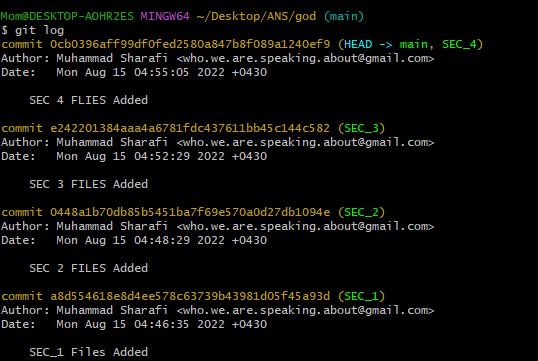 Mom@DESKTOP-AOHR2ES MINGW64 ~/Desktop/ANS/god (main)
$ git log
commit 0cb0396aff99df0fed2580a847b8f089a1240ef9 (HEAD -> main, SEC_4)
Author: Muhammad Sharafi <who.we.are.speaking.about@gmail.com>
Date:   Mon Aug 15 04:55:05 2022 +0430
SEC 4 FLIES Added
commit e242201384aaa4a6781fdc437611bb45c144c582 (SEC_3)
Author: Muhammad Sharafi <who.we.are.speaking.about@gmail.com>
Date:   Mon Aug 15 04:52:29 2022 +0430
SEC 3 FILES Added
commit 0448a1b70db85b5451ba7f69e570a0d27db1094e (SEC_2)
Author: Muhammad Sharafi <who.we.are.speaking.about@gmail.com>
Date:   Mon Aug 15 04:48:29 2022 +0430
SEC 2 FILES Added
commit a8d554618e8d4ee578c63739b43981d05f45a93d (SEC_1)
Author: Muhammad Sharafi <who.we.are.speaking.about@gmail.com>
Date:   Mon Aug 15 04:46:35 2022 +0430
SEC_1 Files Added